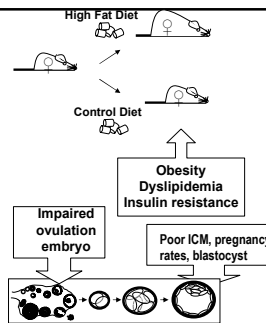 High Fat Diet
Control Diet
Obesity
Dyslipidemia
Insulin resistance
Impaired
ovulation
embryo
Poor ICM, pregnancy
rates, blastocyst